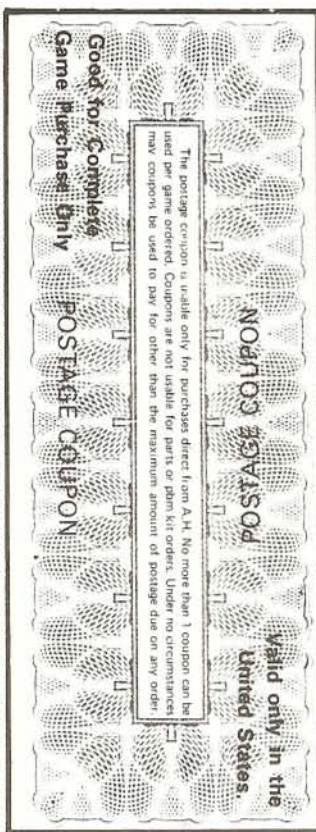 POSTAGE COUPON
Valid only in the
United States.
The postage coupon is usable only for purchases direct from A.H. No more than 1 coupon can be
used per game ordered. Coupons are not usable for parts or pbm kit orders. Under no circumstances
may coupons be used to pay for other than the maximum amount of postage due on any order
Good for Complete
Game Purchase Only
POSTAGE COUPON